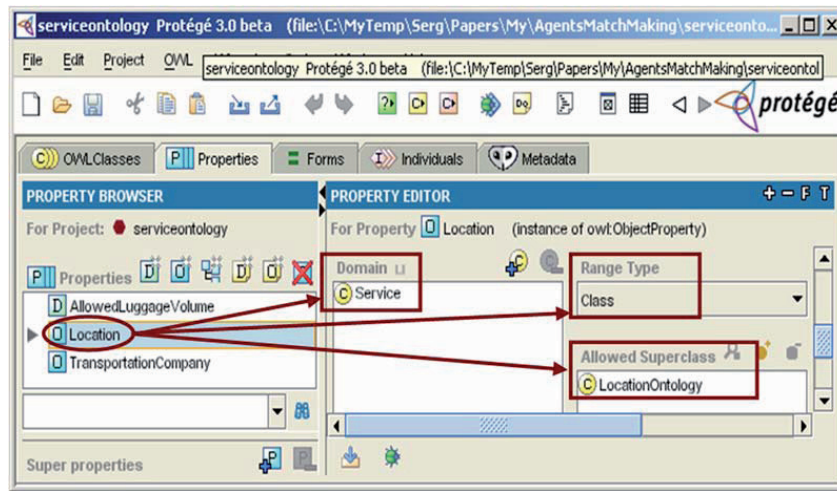 serviceontology Protégé 3.0 beta (file:\C:\MyTemp\Serg\Papers\My\AgentsMatchMaking\serviceonto...
File Edit Project OWL
serviceontology Protégé 3.0 beta (file:\C:\MyTemp\Serg\Papers\My\AgentsMatchMaking\serviceontol
protégé
OWLClasses Properties Forms Individuals Metadata
PROPERTY BROWSER PROPERTY EDITOR
For Project: serviceontology For Property O Location (instance of owl:ObjectProperty)
P Properties Domain Range Type
C Service
D AllowedLuggageVolume Class
O Location
O TransportationCompany Allowed Superclass
C LocationOntology
Super properties